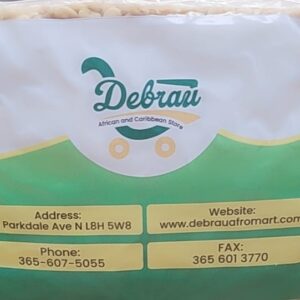 Debrau
African and Caribbean Store
Address:
Parkdale Ave N L8H 5W8
Website:
www.debrauafromart.com
Phone:
365-607-5055
FAX:
365 601 3770